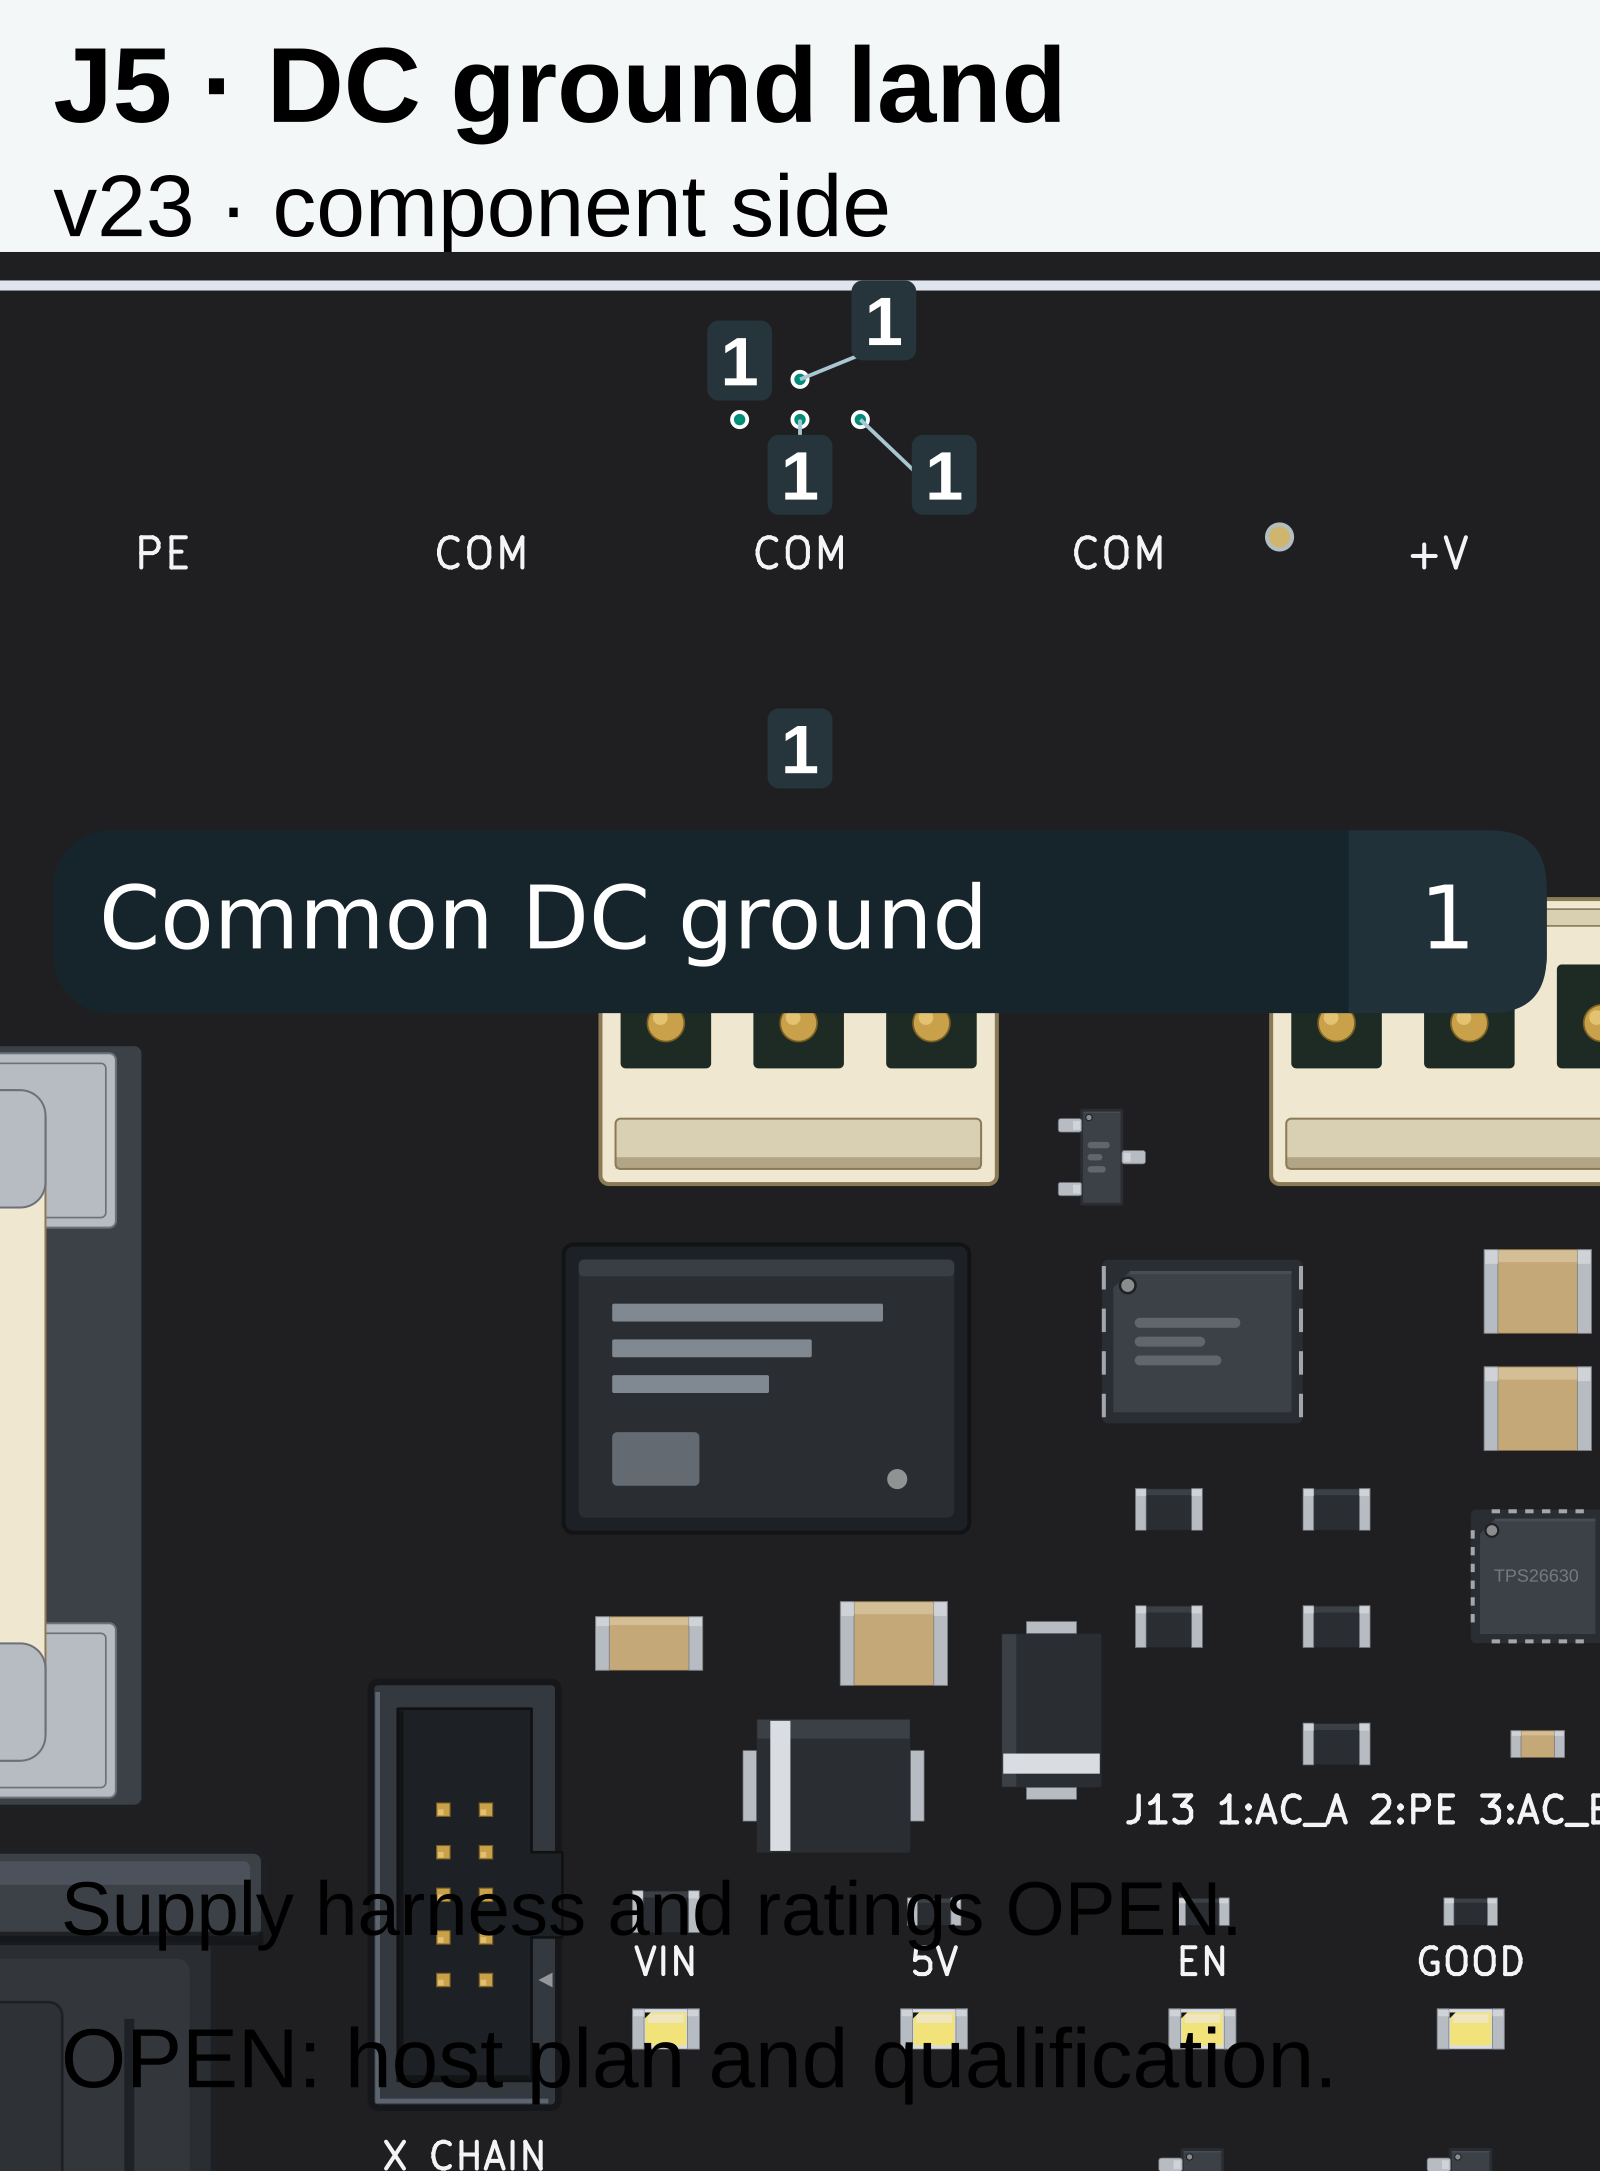 J5 · DC ground land
v23 · component side
1
1
1 1
PE COM COM COM +V
1
Common DC ground 1
TPS26630
J13 1:AC_A 2:PE 3:AC_
Supply harness and ratings OPEN.
VIN 5V EN GOOD
OPEN: host plan and qualification.
X CHAIN